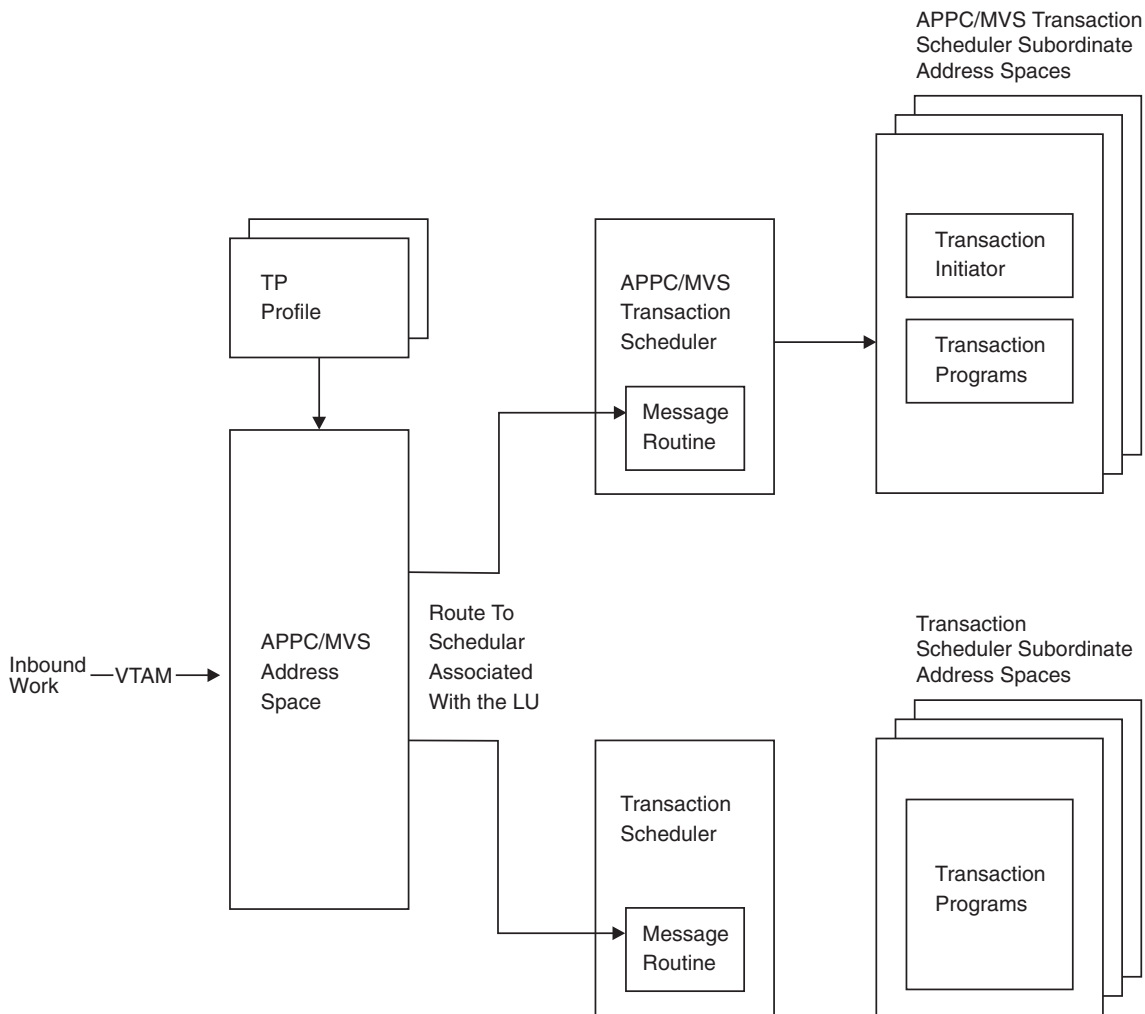 APPC/MVS Transaction
Scheduler Subordinate
Address Spaces
TP
Profile
APPC/MVS
Transaction
Scheduler
Message
Routine
Transaction
Initiator
Transaction
Programs
Inbound
Work
VTAM
APPC/MVS
Address
Space
Route To
Schedular
Associated
With the LU
Transaction
Scheduler
Message
Routine
Transaction
Scheduler Subordinate
Address Spaces
Transaction
Programs